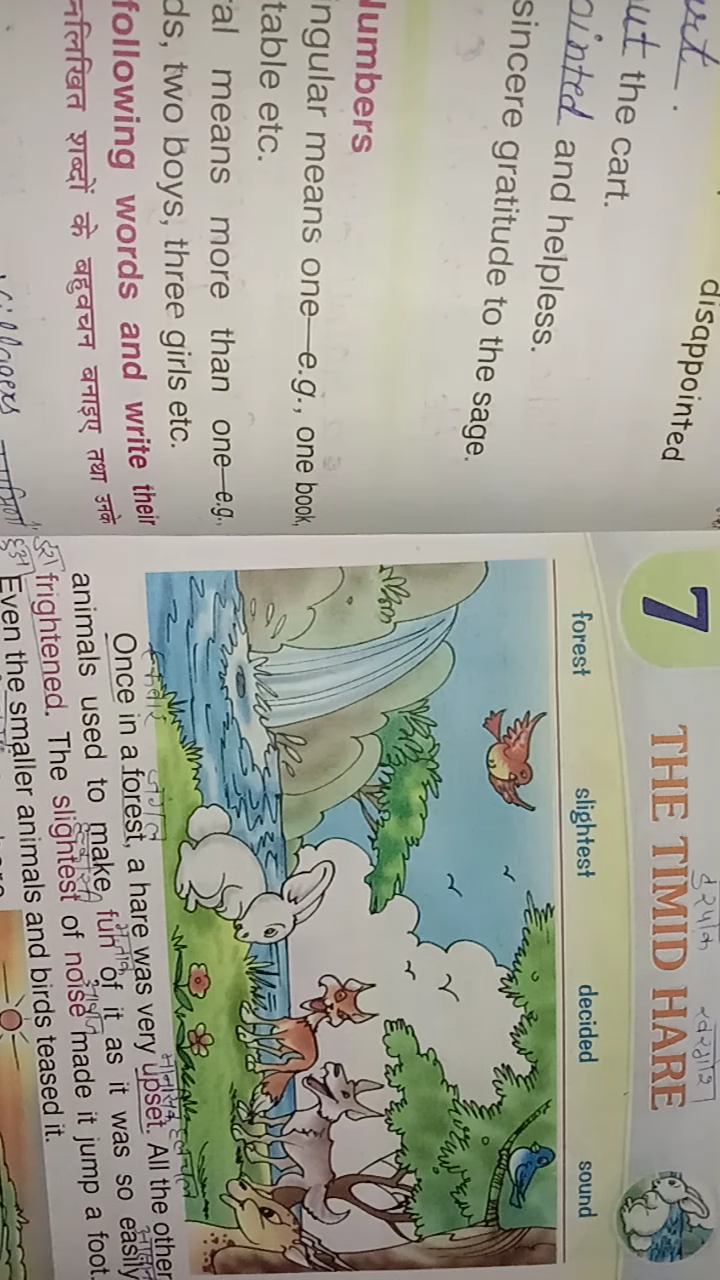 disappointed
ut the cart.
ointed and helpless.
sincere gratitude to the sage.
Numbers
ingular means one—e.g., one book,
table etc.
al means more than one—e.g.,
ds, two boys, three girls etc.
following words and write their
नलिखित शब्दों के बहुवचन बनाइए तथा उनके
villagers
7
THE TIMID HARE
forest slightest decided sound
Once in a forest, a hare was very upset. All the other
animals used to make fun of it as it was so easily
frightened. The slightest of noise made it jump a foot.
Even the smaller animals and birds teased it.